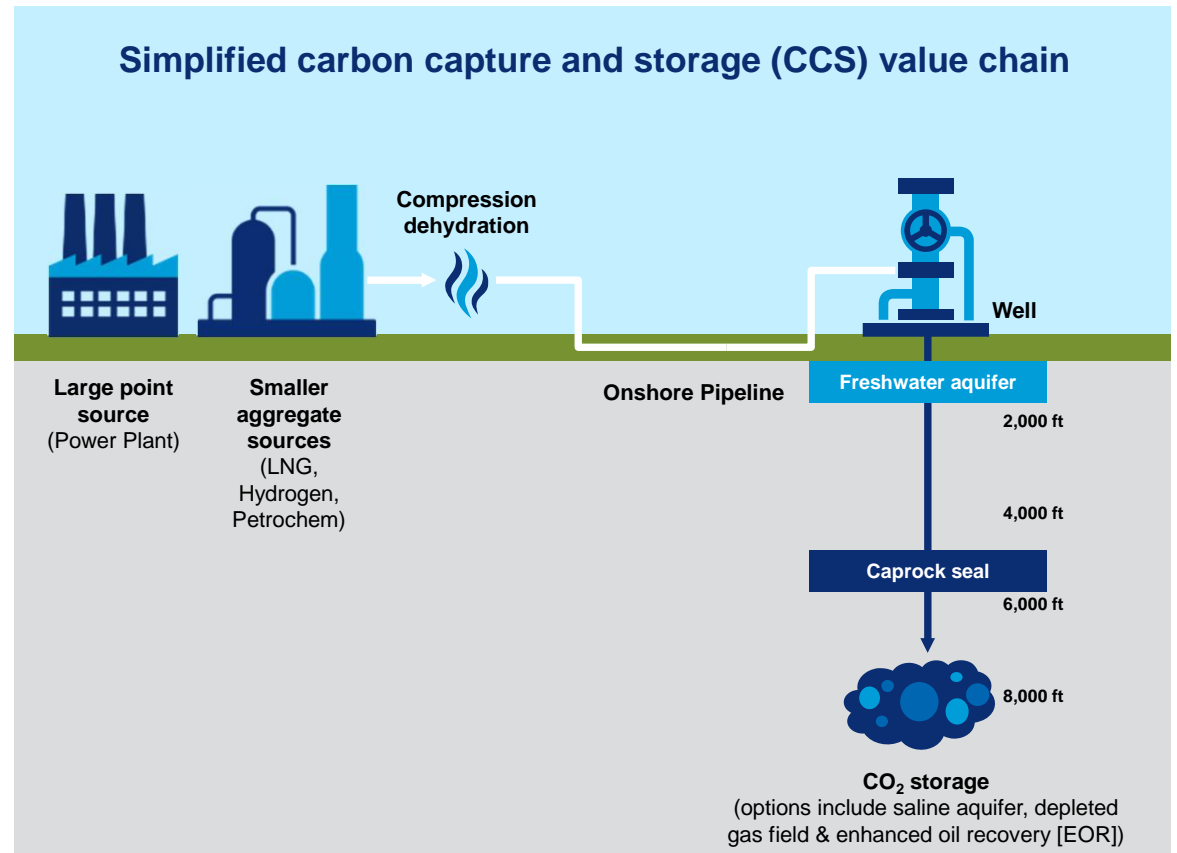 Simplified carbon capture and storage (CCS) value chain
Compression
dehydration
Well
Large point
source
(Power Plant)
Smaller
aggregate
sources
(LNG,
Hydrogen,
Petrochem)
Onshore Pipeline
Freshwater aquifer
2,000 ft
4,000 ft
Caprock seal
6,000 ft
8,000 ft
CO₂ storage
(options include saline aquifer, depleted
gas field & enhanced oil recovery [EOR])